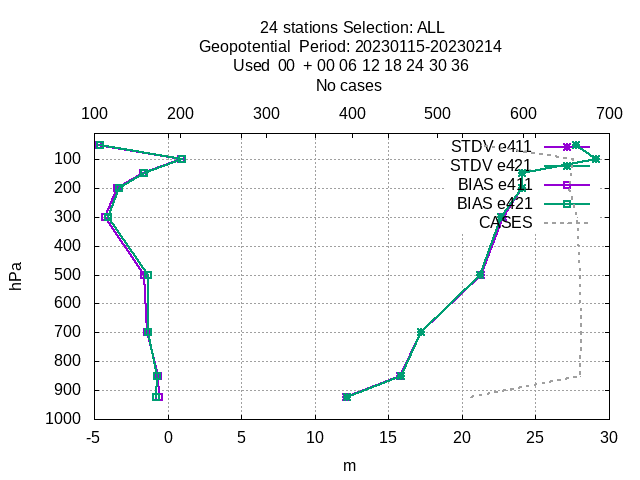 24 stations Selection: ALL
Geopotential  Period: 20230115-20230214
Used  00  + 00 06 12 18 24 30 36
No cases
100 200 300 400 500 600 700
STDV e411
STDV e421
BIAS e411
BIAS e421
CASES
100
200
300
400
500
600
700
800
900
1000
hPa
-5 0 5 10 15 20 25 30
m